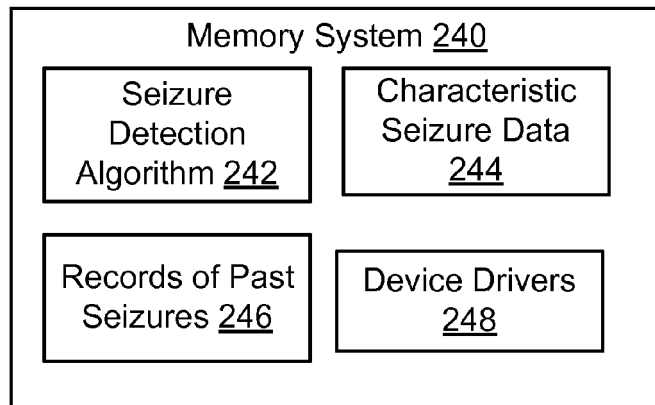 Memory System 240
Seizure
Detection
Algorithm 242
Characteristic
Seizure Data
244
Records of Past
Seizures 246
Device Drivers
248